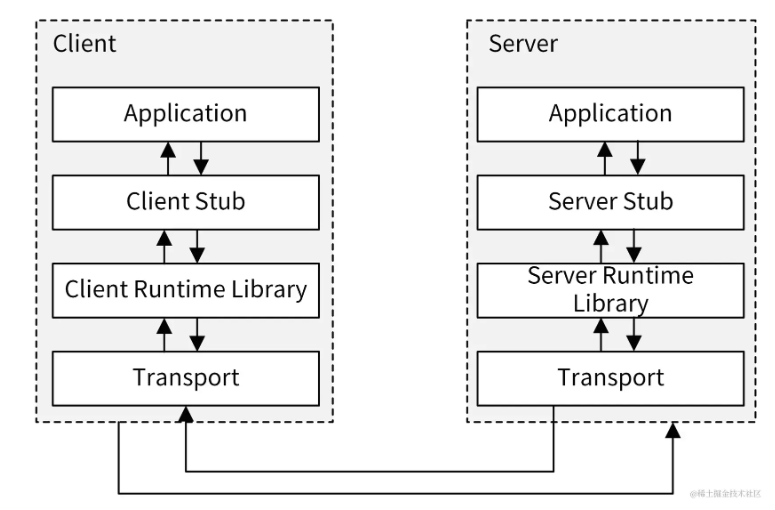 Client
Application
Client Stub
Client Runtime Library
Transport
Server
Application
Server Stub
Server Runtime
Library
Transport
@稀土掘金技术社区